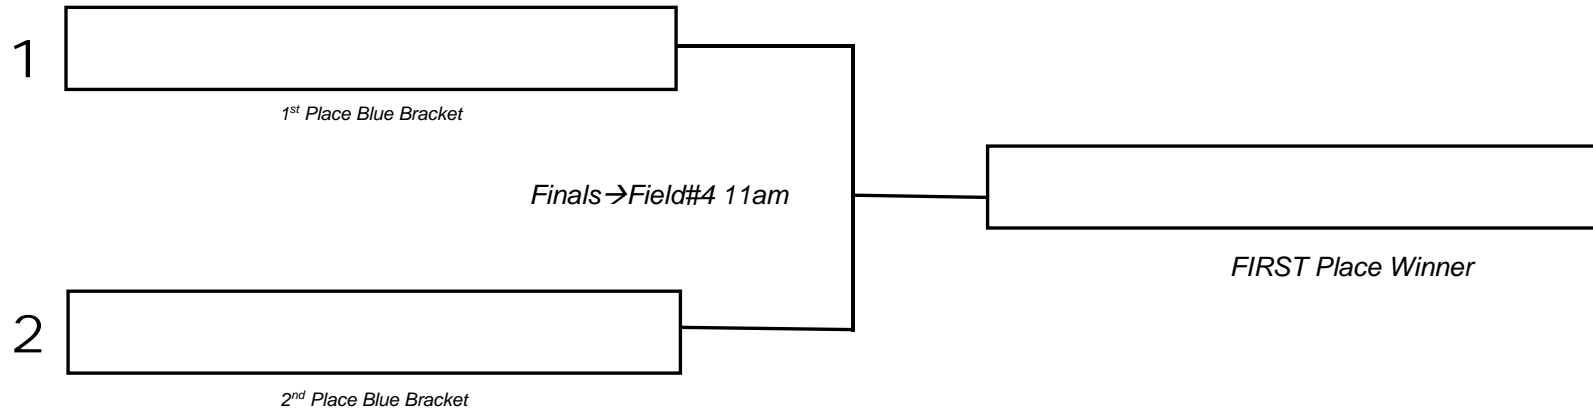 1
1st Place Blue Bracket
Finals→Field#4 11am
FIRST Place Winner
2
2nd Place Blue Bracket